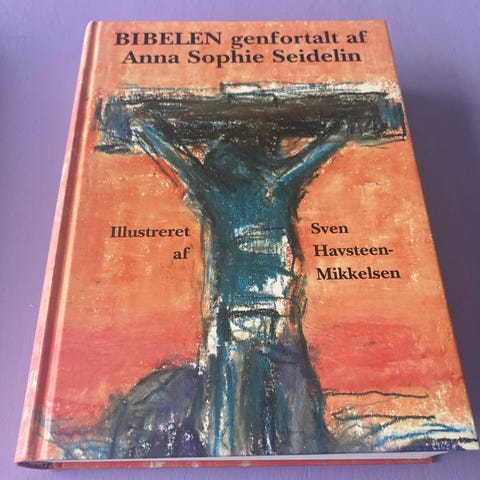 BIBELEN genfortalt af
Anna Sophie Seidelin
Illustreret
af
Sven
Havsteen-
Mikkelsen